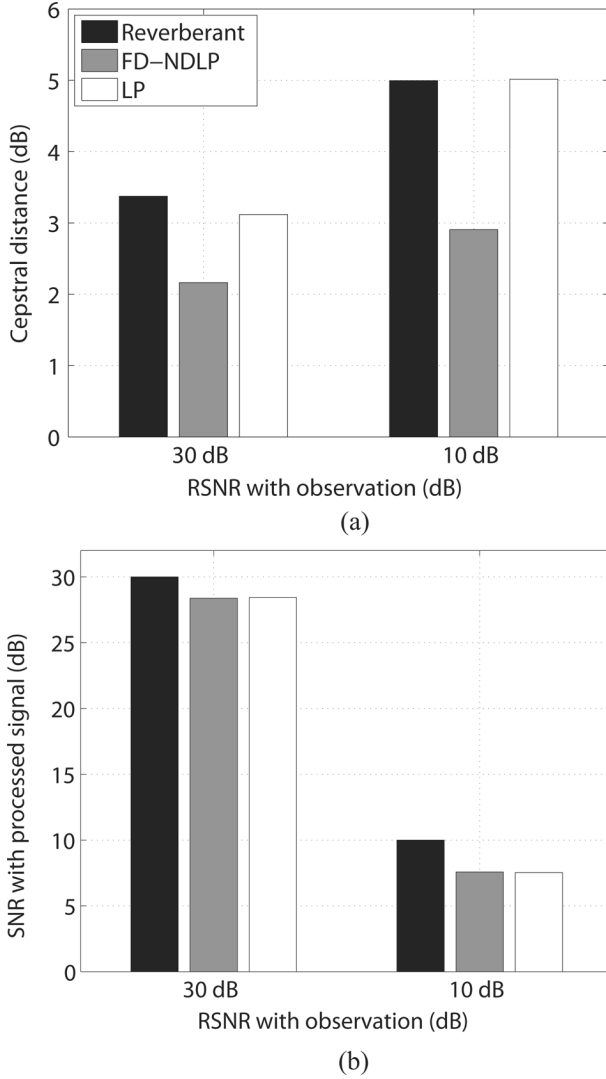 Reverberant
FD-NDLP
LP
Cepstral distance (dB)
6
5
4
3
2
1
0
30 dB
10 dB
RSNR with observation (dB)
(a)
SNR with processed signal (dB)
30
25
20
15
10
5
0
30 dB
10 dB
RSNR with observation (dB)
(b)